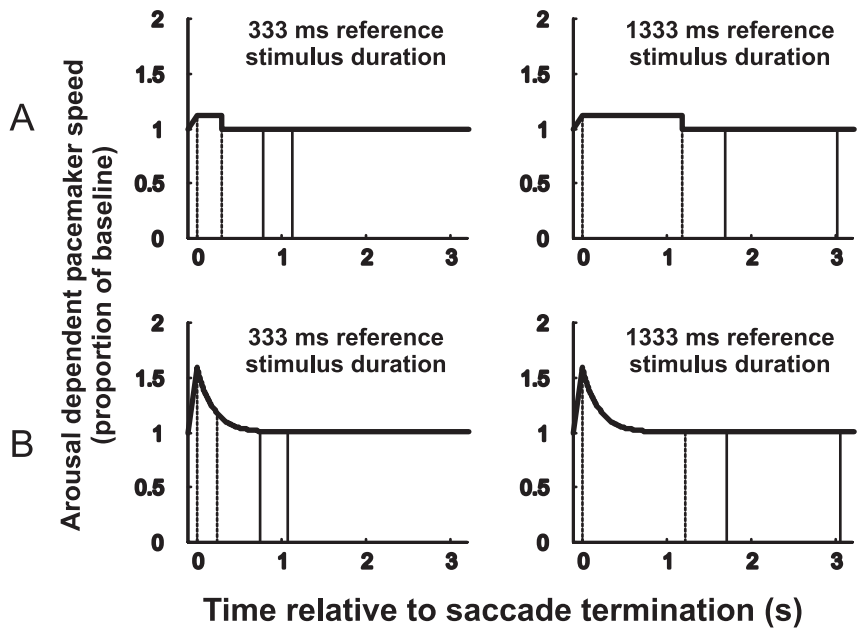 A
Arousal dependent pacemaker speed
(proportion of baseline)
333 ms reference
stimulus duration
2
1.5
1
0.5
0
0 1 2 3
1333 ms reference
stimulus duration
2
1.5
1
0.5
0
0 1 2 3
B
333 ms reference
stimulus duration
2
1.5
1
0.5
0
0 1 2 3
1333 ms reference
stimulus duration
2
1.5
1
0.5
0
0 1 2 3
Time relative to saccade termination (s)